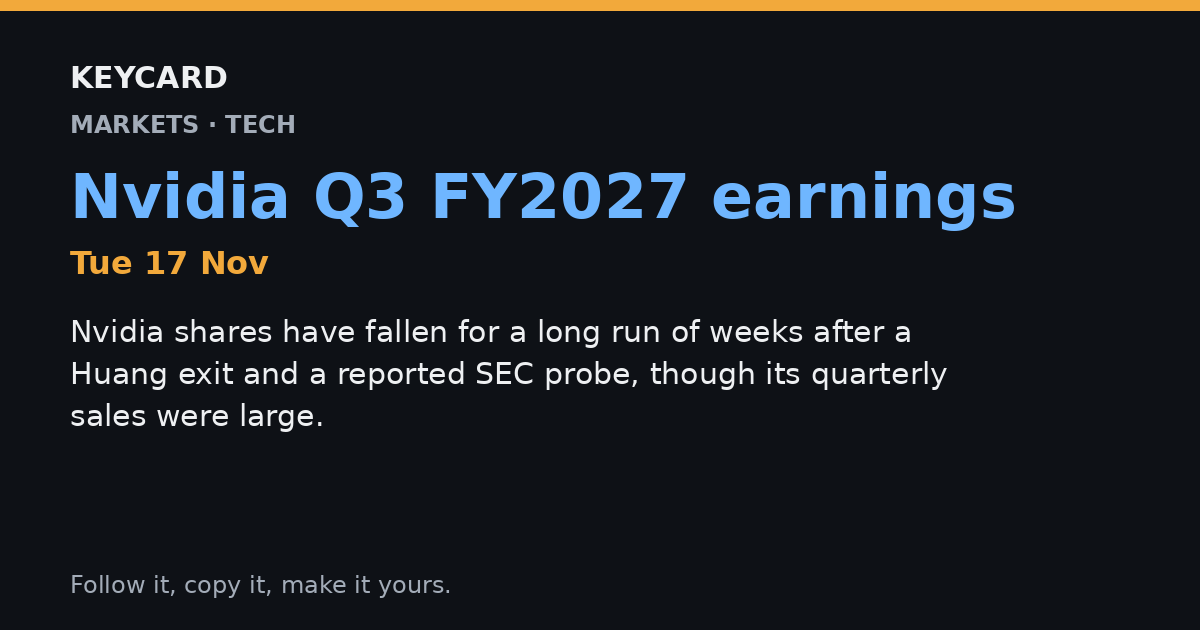 KEYCARD
MARKETS · TECH
Nvidia Q3 FY2027 earnings
Tue 17 Nov
Nvidia shares have fallen for a long run of weeks after a
Huang exit and a reported SEC probe, though its quarterly
sales were large.
Follow it, copy it, make it yours.